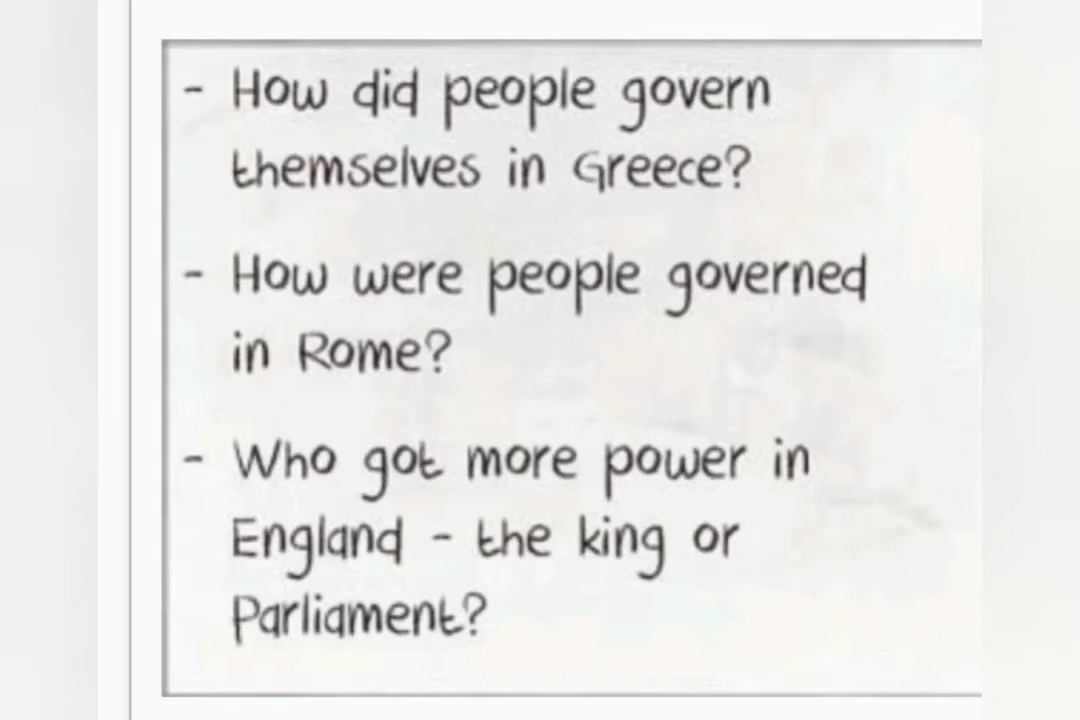 - How did people govern
themselves in Greece?
- How were people governed
in Rome?
- Who got more power in
England - the king or
Parliament?